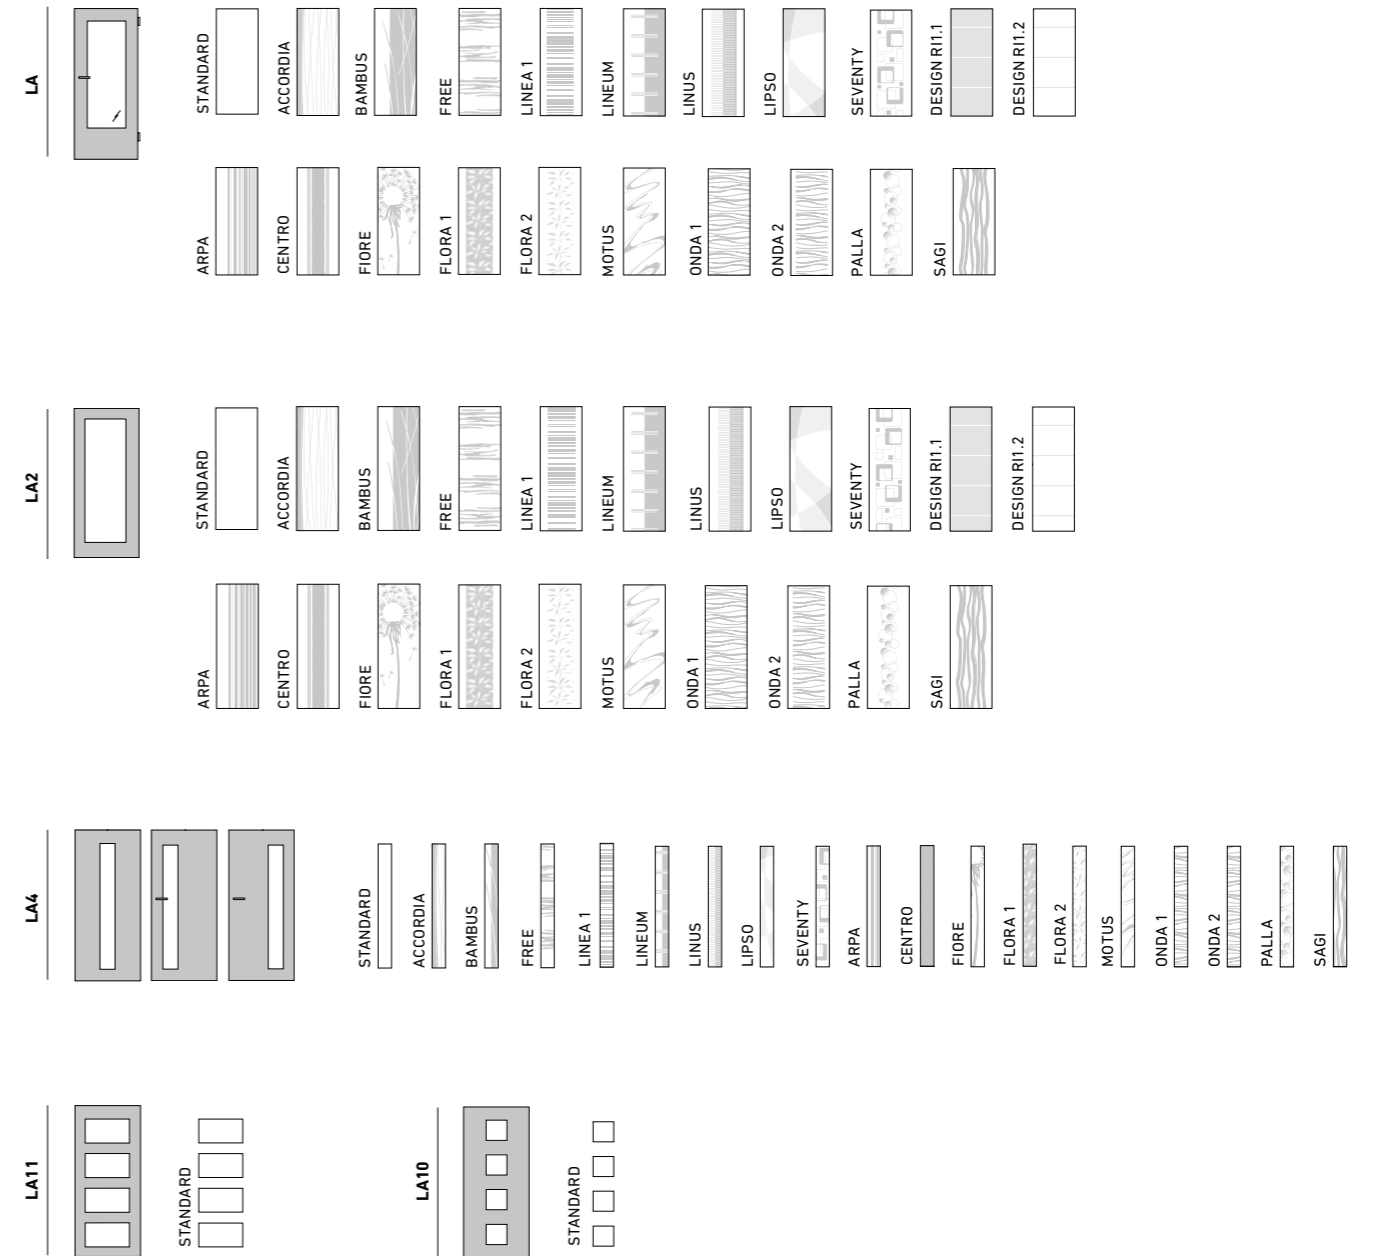 LA
STANDARD
ACCORDIA
BAMBUS
FREE
LINEA 1
LINEUM
LINUS
LIPSO
SEVENTY
DESIGN RI1.1
DESIGN RI1.2
ARPA
CENTRO
FIORE
FLORA 1
FLORA 2
MOTUS
ONDA 1
ONDA 2
PALLA
SAGI
LA2
STANDARD
ACCORDIA
BAMBUS
FREE
LINEA 1
LINEUM
LINUS
LIPSO
SEVENTY
DESIGN RI1.1
DESIGN RI1.2
ARPA
CENTRO
FIORE
FLORA 1
FLORA 2
MOTUS
ONDA 1
ONDA 2
PALLA
SAGI
LA4
STANDARD
ACCORDIA
BAMBUS
FREE
LINEA 1
LINEUM
LINUS
LIPSO
SEVENTY
ARPA
CENTRO
FIORE
FLORA 1
FLORA 2
MOTUS
ONDA 1
ONDA 2
PALLA
SAGI
LA11
STANDARD
LA10
STANDARD